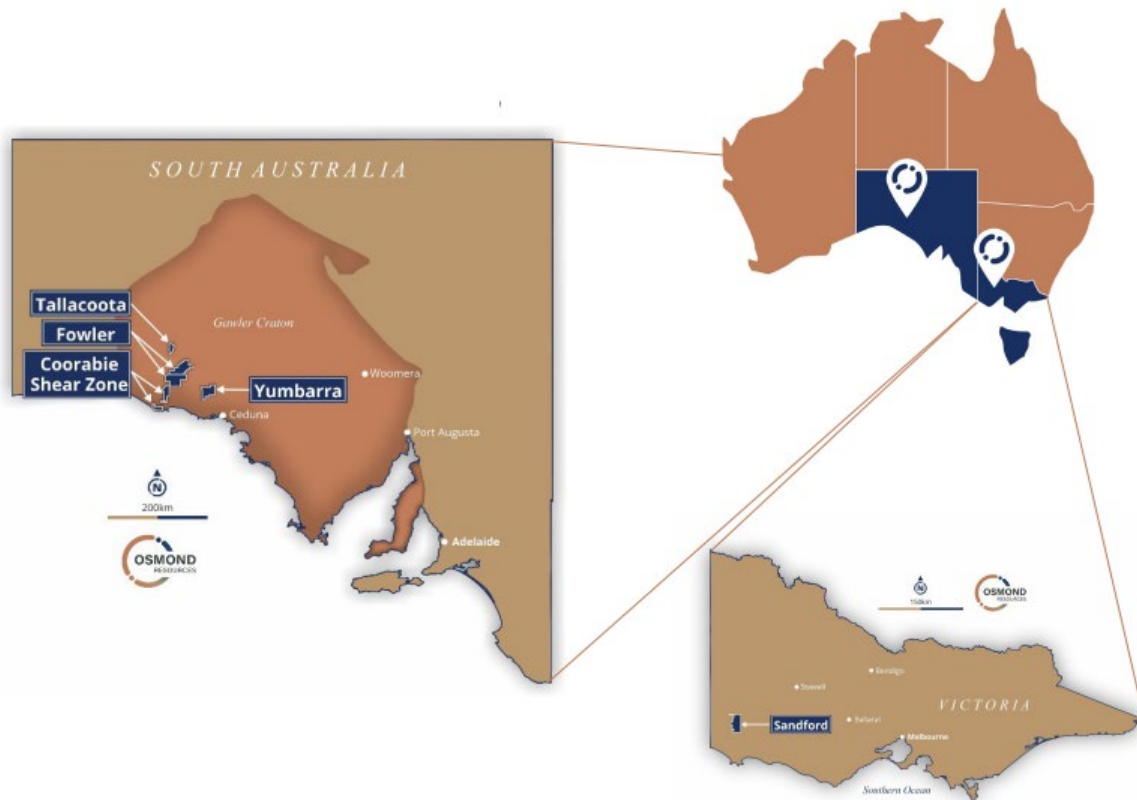 SOUTH AUSTRALIA
Gawler Craton
Tallacoota
Fowler
Coorabie
Shear Zone
Yumbarra
Woomera
Ceduna
Port Augusta
Adelaide
N
200km
OSMOND
RESOURCES
N
150km
OSMOND
RESOURCES
Bendigo
Stawell
VICTORIA
Sandford
Ballarat
Melbourne
Southern Ocean